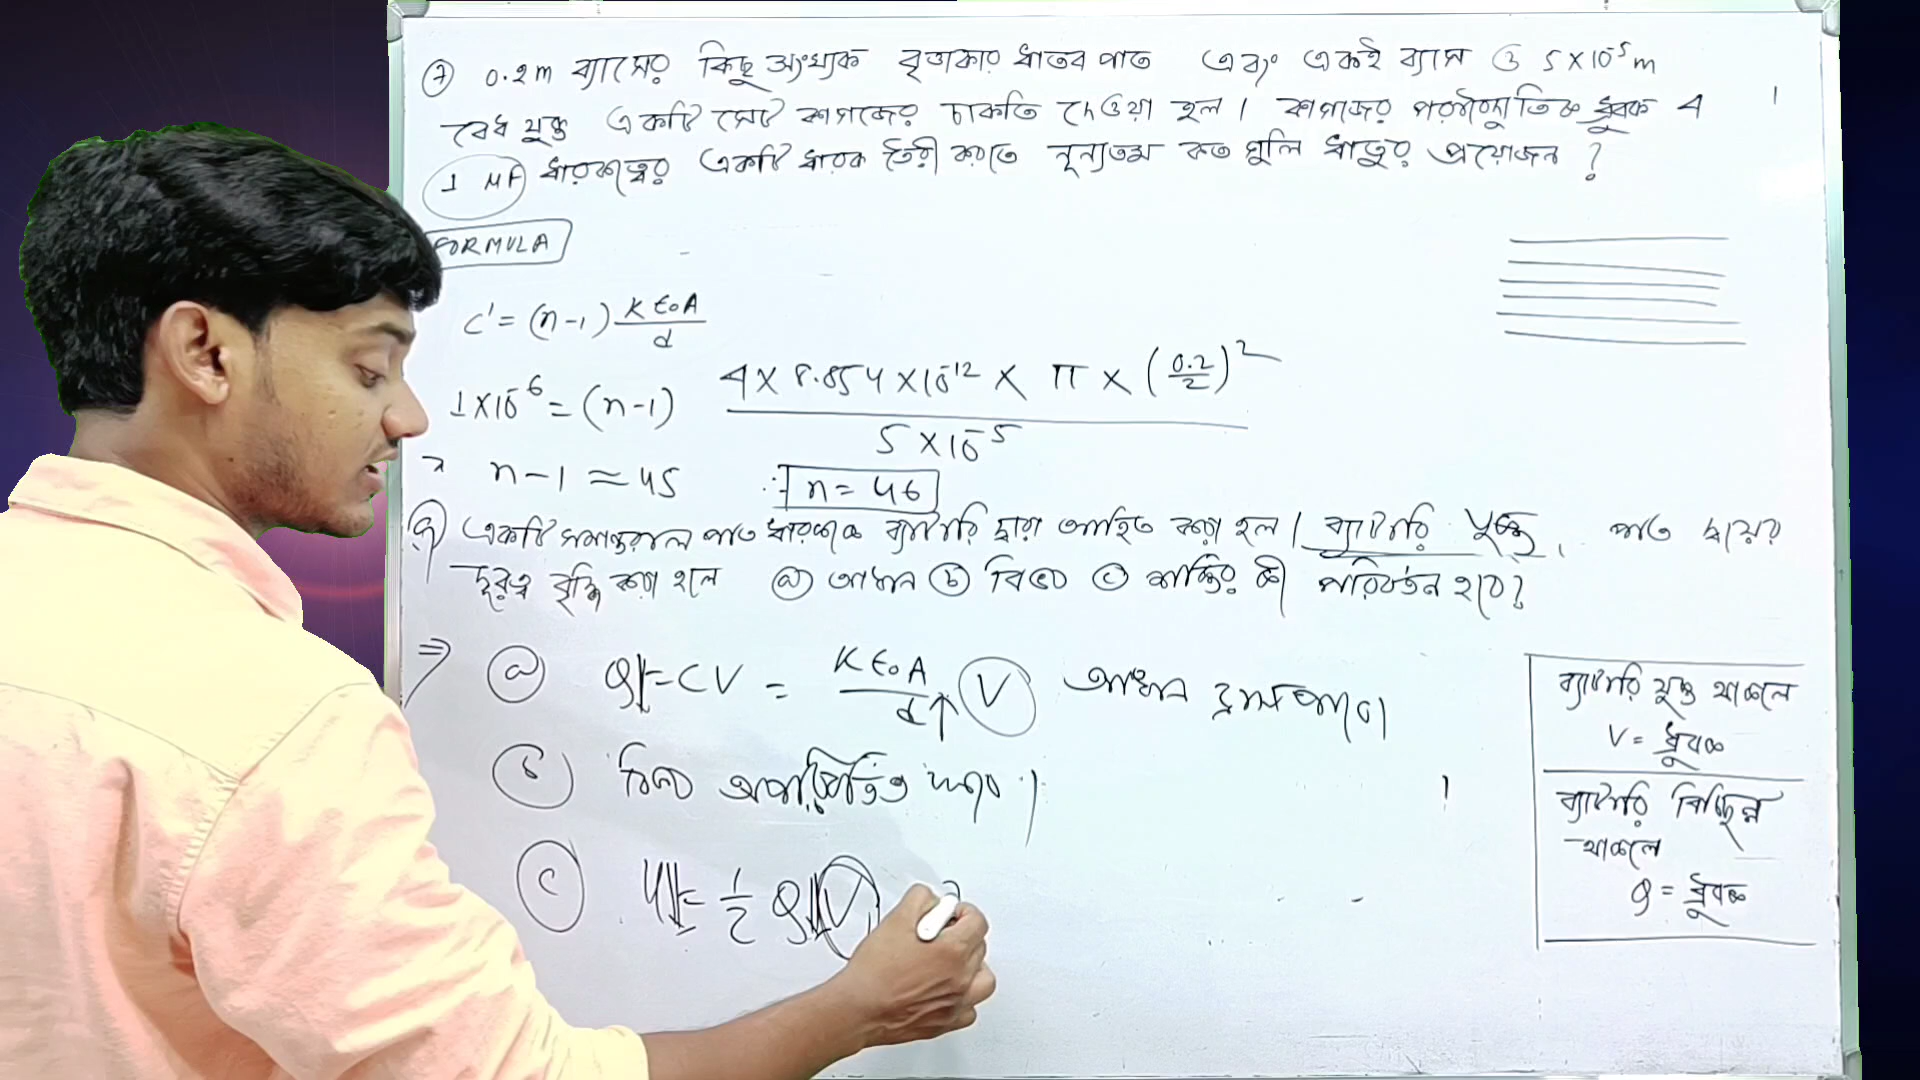 ⑦ 0.2m ব্যাসের কিছু সংখ্যক বৃত্তাকার ধাতব পাত এবং একই ব্যাস ও 5×10⁻⁵m
বেধ যুক্ত একটি সেট কাগজের চাকতি দেওয়া হল। কাগজের পরাবৈদ্যুতিক ধ্রুবক 4
1 μF ধারকত্বের একটি ধারক তৈরী করতে নূন্যতম কত গুলি ধাতুর প্রয়োজন?
FORMULA
C' = (n-1) Kε₀A / d
1×10⁻⁶ = (n-1) 4×8.854×10⁻¹²×π×(0.2/2)² / 5×10⁻⁵
n-1 ≈ 45 ∴ n = 46
একটি সমান্তরাল পাত ধারককে ব্যাটারি দ্বারা আহিত করা হল। ব্যাটারি যুক্ত, পাত দ্বয়ের
দূরত্ব বৃদ্ধি করা হলে ⓐ আধান ⓑ বিভব ⓒ শক্তির কী পরিবর্তন হবে?
⇒ ⓐ Q↓=CV = Kε₀A / d↑ V আধান হ্রাস পাবে।
ⓑ বিভব অপরিবর্তিত থাকবে।
ⓒ U↓= 1/2 Q↓V
ব্যাটারি যুক্ত থাকলে
V = ধ্রুবক
ব্যাটারি বিচ্ছিন্ন
থাকলে
Q = ধ্রুবক